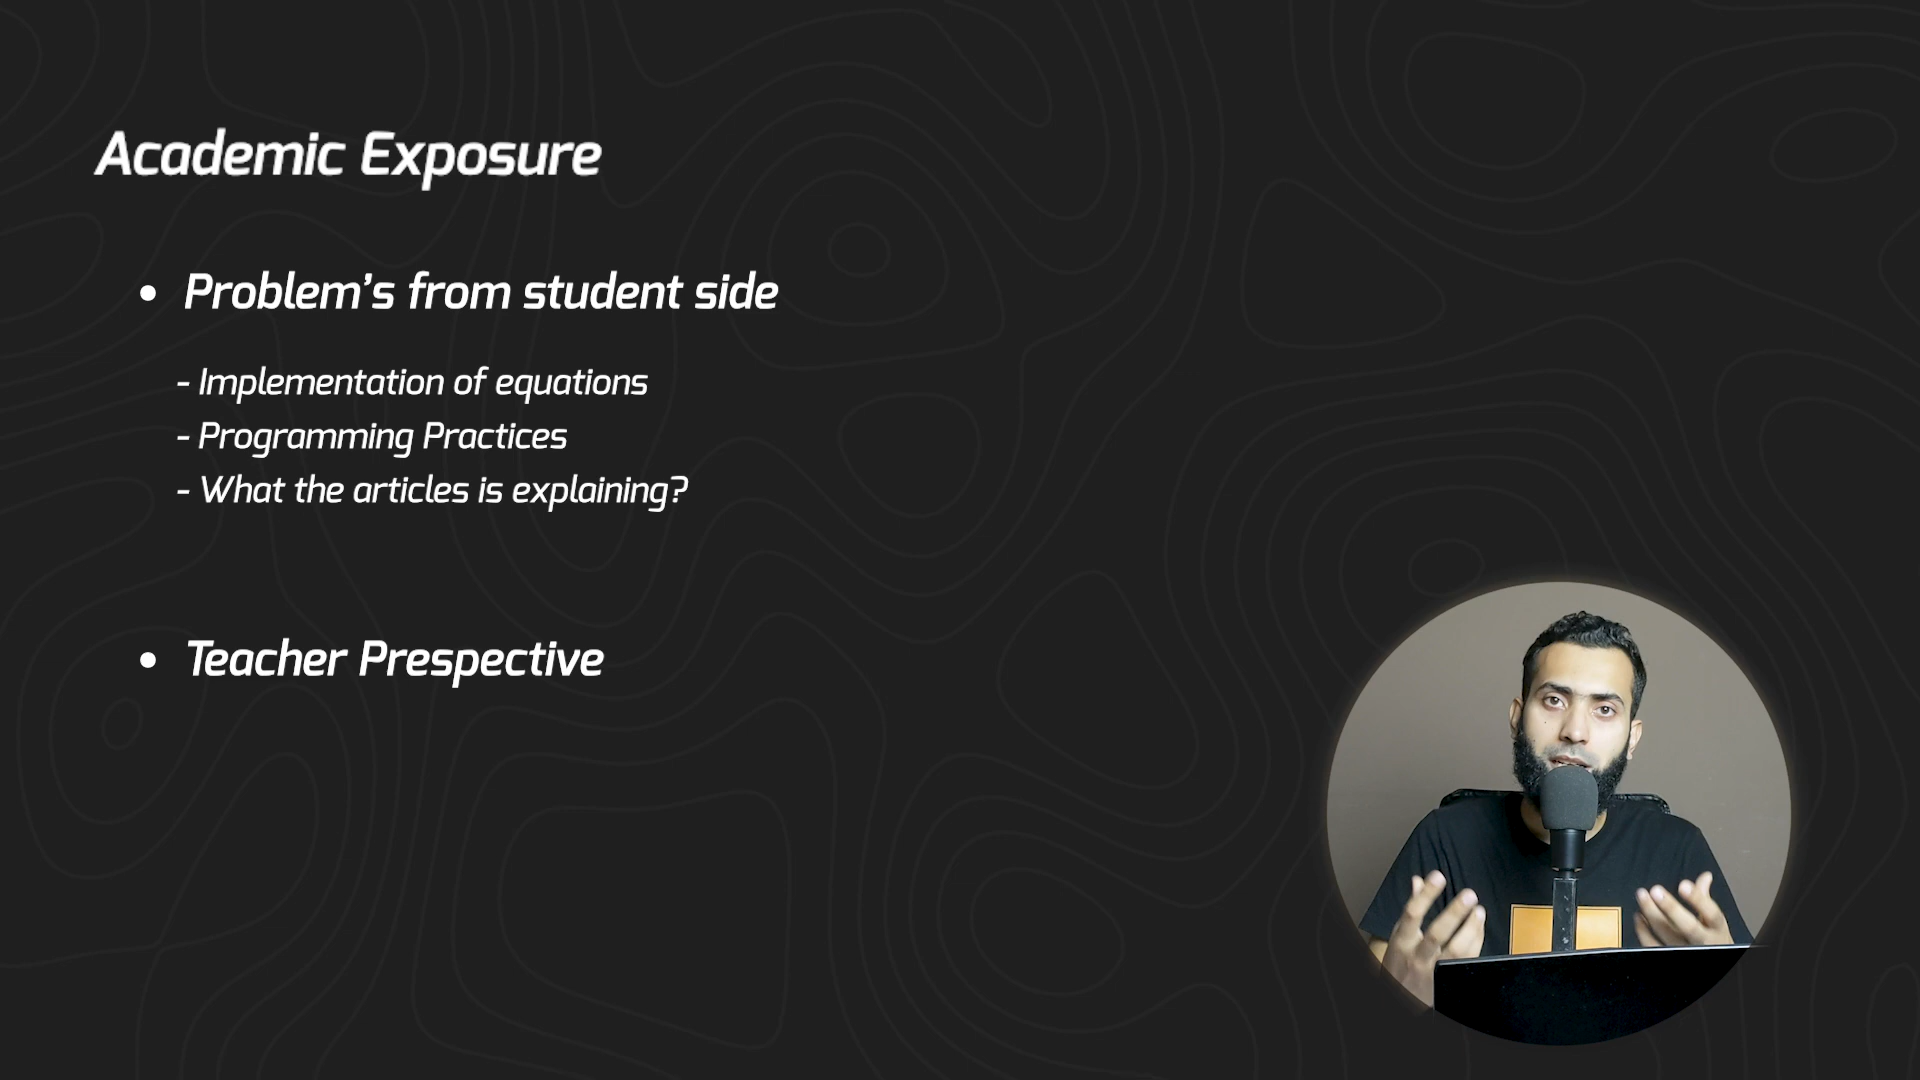 Academic Exposure
• Problem’s from student side
- Implementation of equations
- Programming Practices
- What the articles is explaining?
• Teacher Prespective